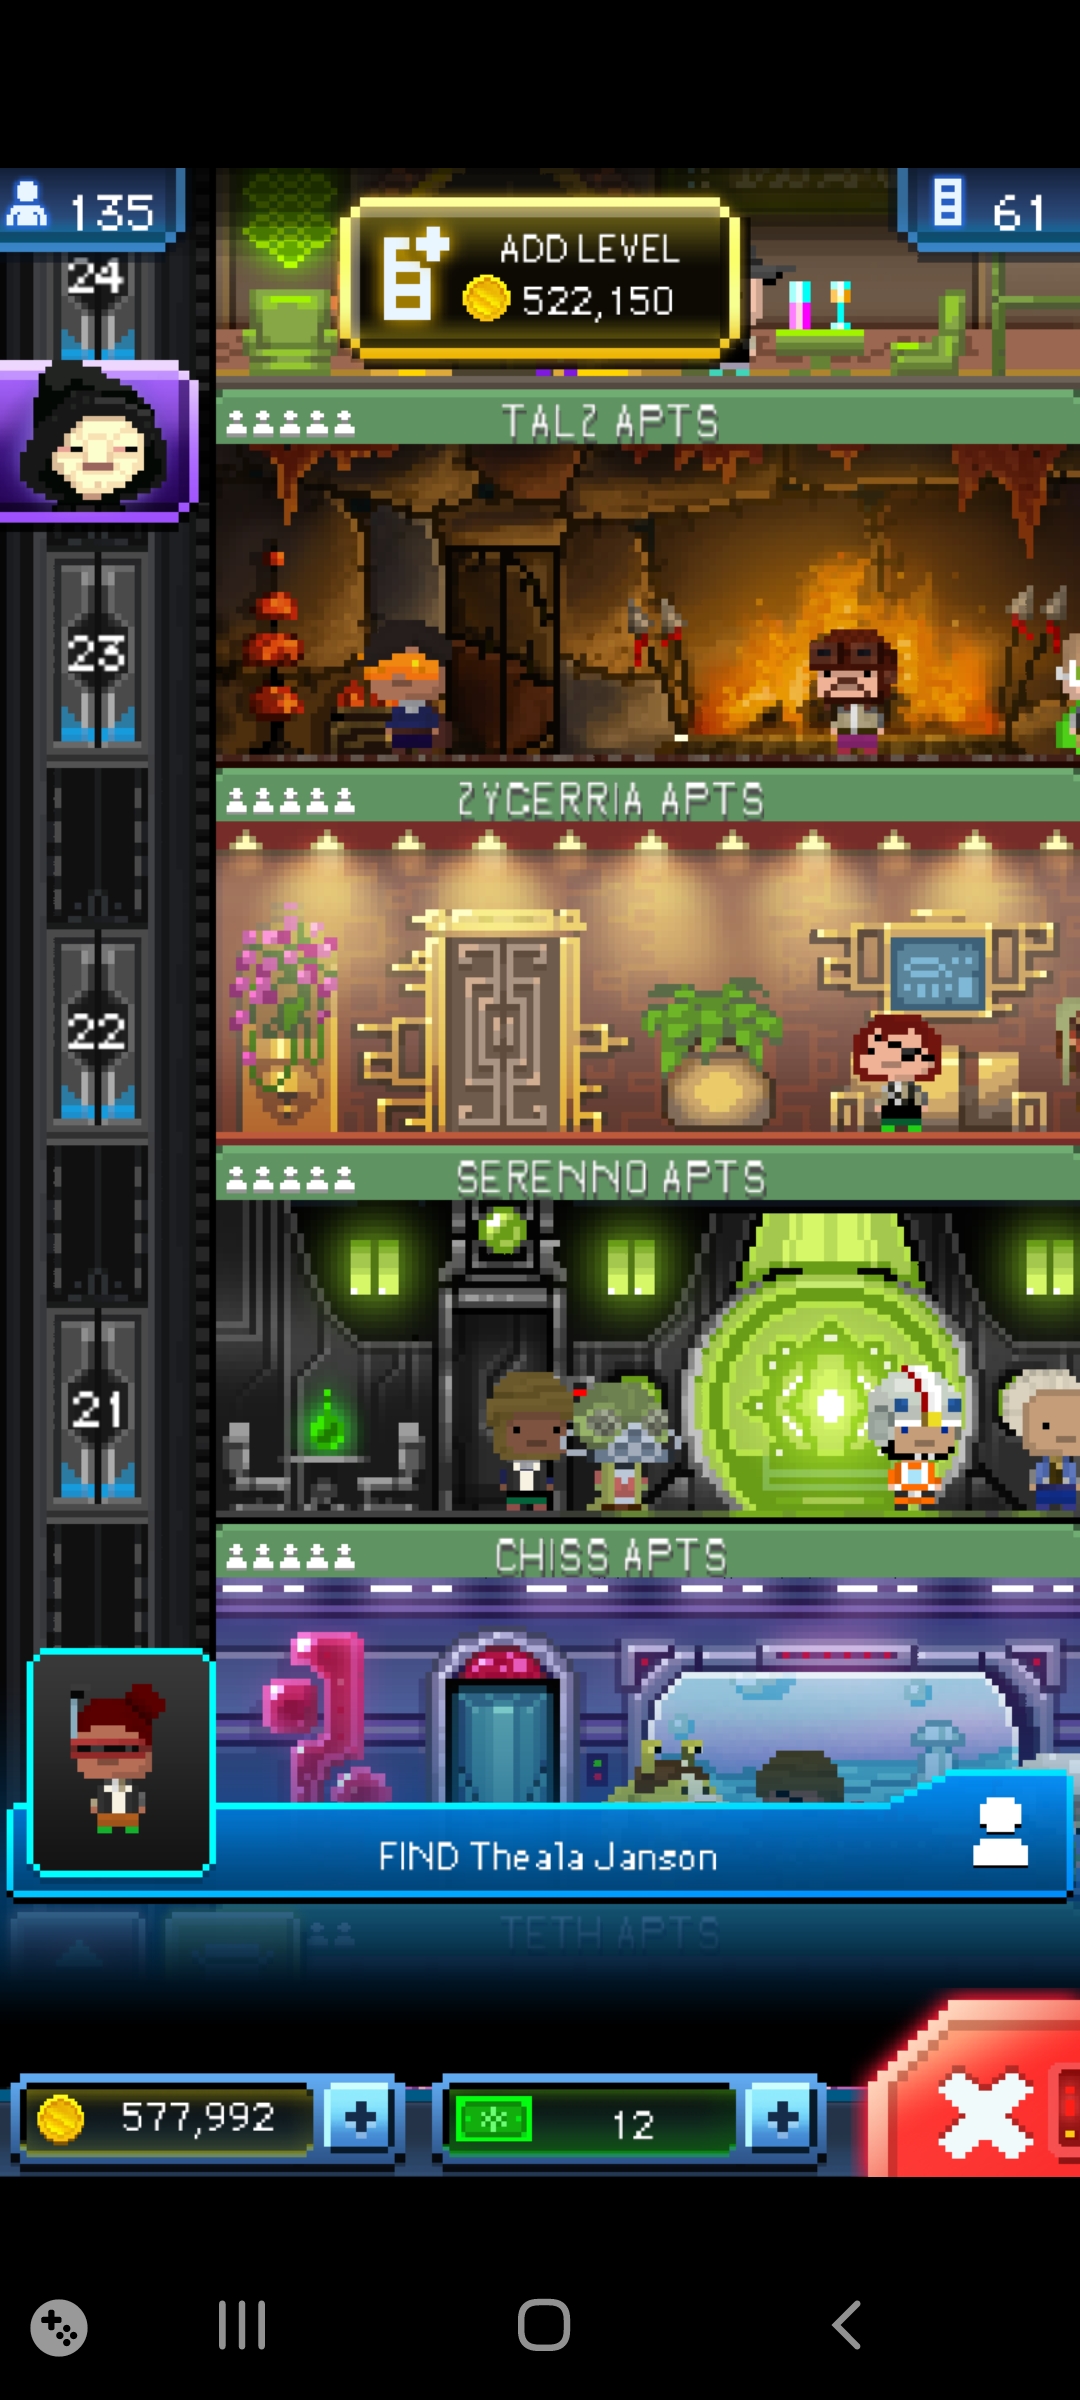 135
61
ADD LEVEL
522,150
24
TALZ APTS
23
ZYGERRIA APTS
22
SERENNO APTS
21
CHISS APTS
FIND Theala Janson
TETH APTS
577,992
12